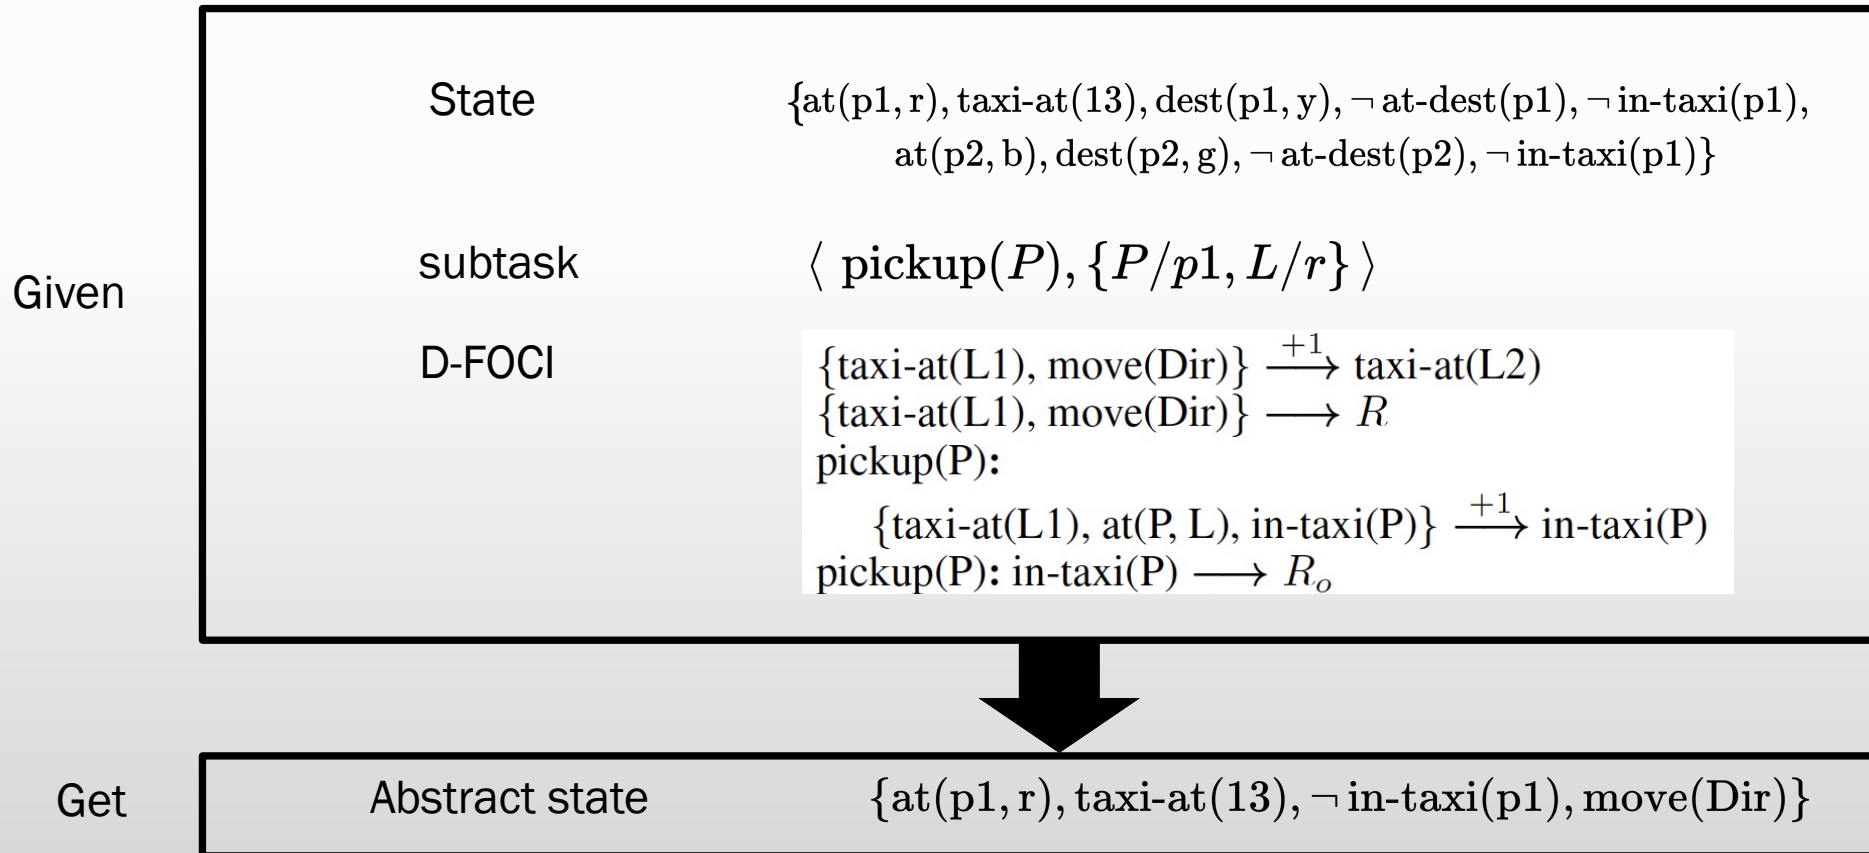 Given
State
{at(p1, r), taxi-at(13), dest(p1, y), ¬ at-dest(p1), ¬ in-taxi(p1),
at(p2, b), dest(p2, g), ¬ at-dest(p2), ¬ in-taxi(p1)}
subtask
⟨ pickup(P), {P/p1, L/r} ⟩
D-FOCI
{taxi-at(L1), move(Dir)} +1⟶ taxi-at(L2)
{taxi-at(L1), move(Dir)} ⟶ R
pickup(P):
{taxi-at(L1), at(P, L), in-taxi(P)} +1⟶ in-taxi(P)
pickup(P): in-taxi(P) ⟶ Rₒ
Get
Abstract state
{at(p1, r), taxi-at(13), ¬ in-taxi(p1), move(Dir)}